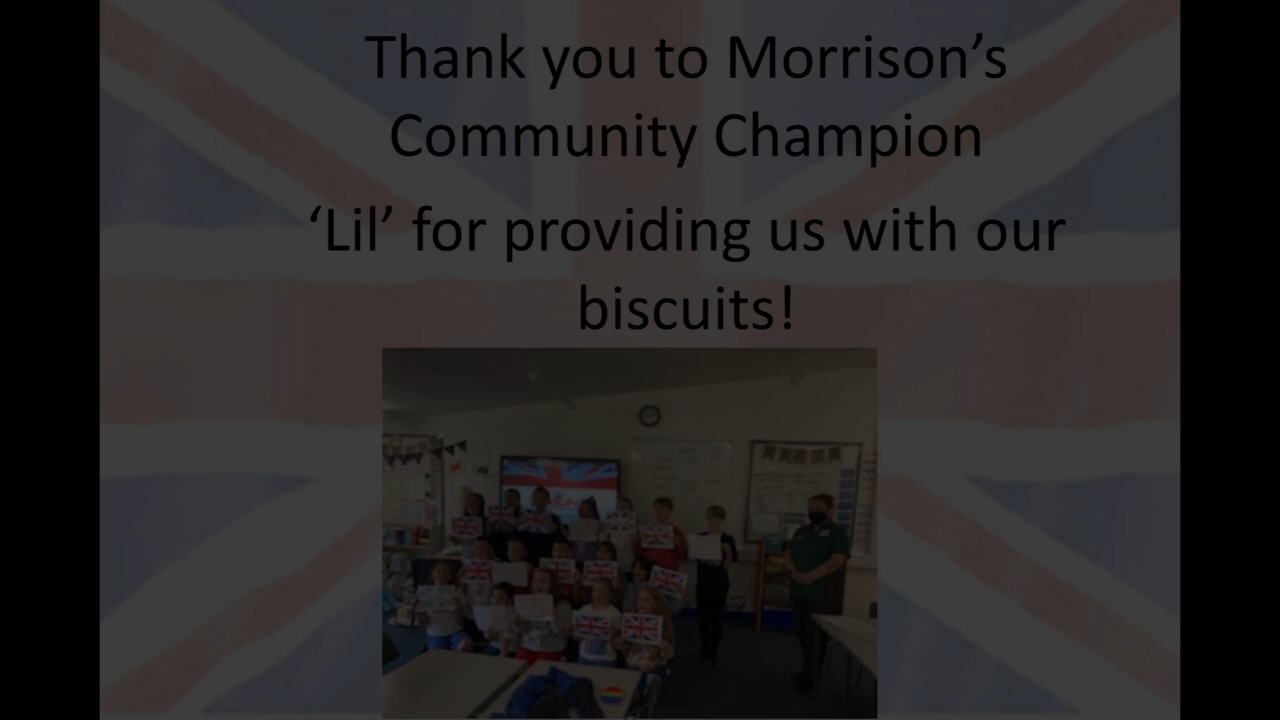 Thank you to Morrison’s
Community Champion
‘Lil’ for providing us with our
biscuits!